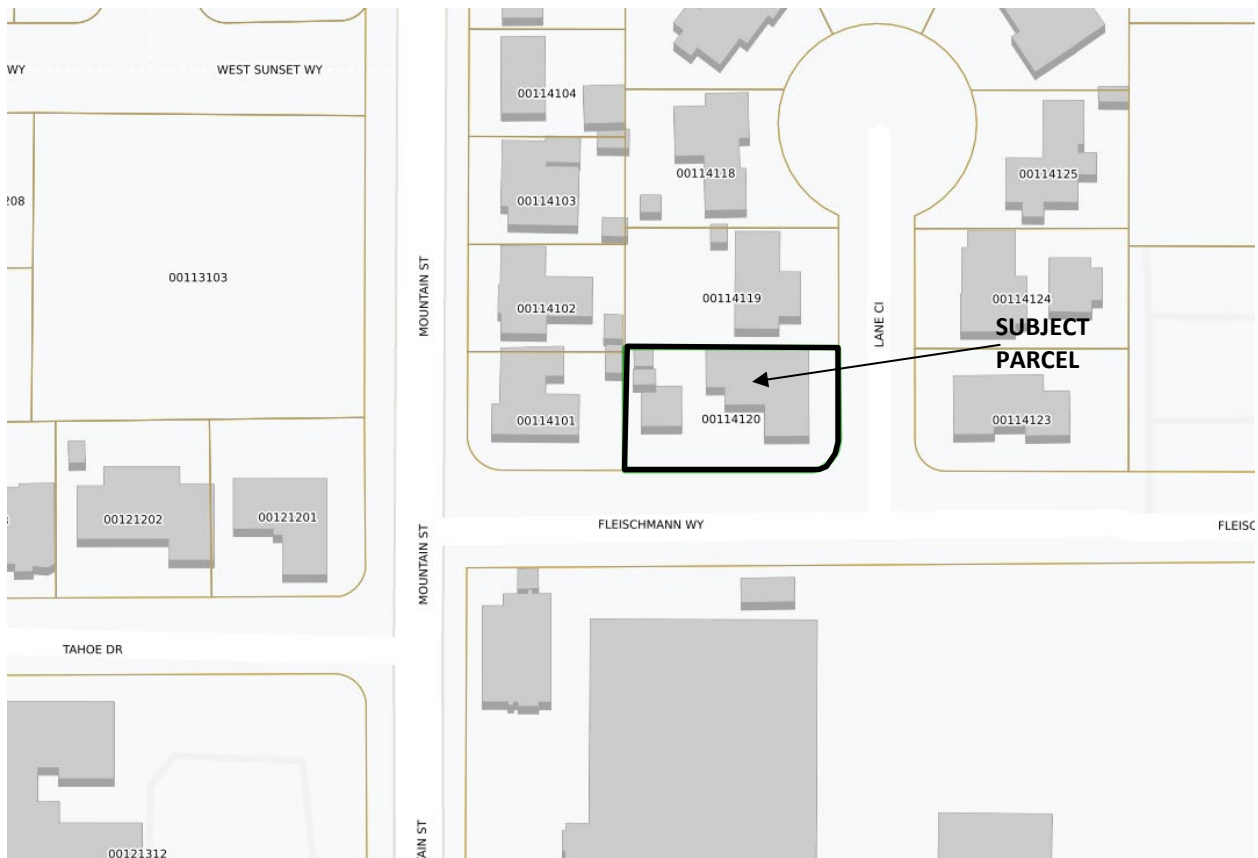 WY
WEST SUNSET WY
00114104
00114118
00114125
208
00114103
00113103
MOUNTAIN ST
00114102
00114119
00114124
LANE CI
SUBJECT
PARCEL
00114101
00114120
00114123
00121202
00121201
MOUNTAIN ST
FLEISCHMANN WY
FLEISC
TAHOE DR
AIN ST
00121312